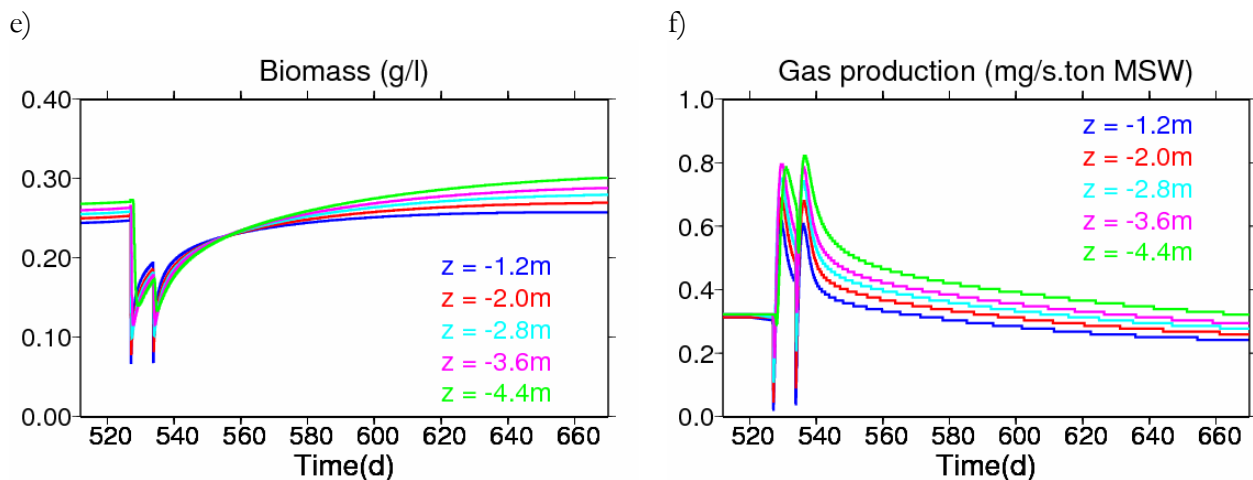 e)
Biomass (g/l)
0.40
0.30
0.20
0.10
0.00
z = -1.2m
z = -2.0m
z = -2.8m
z = -3.6m
z = -4.4m
520 540 560 580 600 620 640 660
Time(d)
f)
Gas production (mg/s.ton MSW)
1.0
0.8
0.6
0.4
0.2
0.0
z = -1.2m
z = -2.0m
z = -2.8m
z = -3.6m
z = -4.4m
520 540 560 580 600 620 640 660
Time(d)